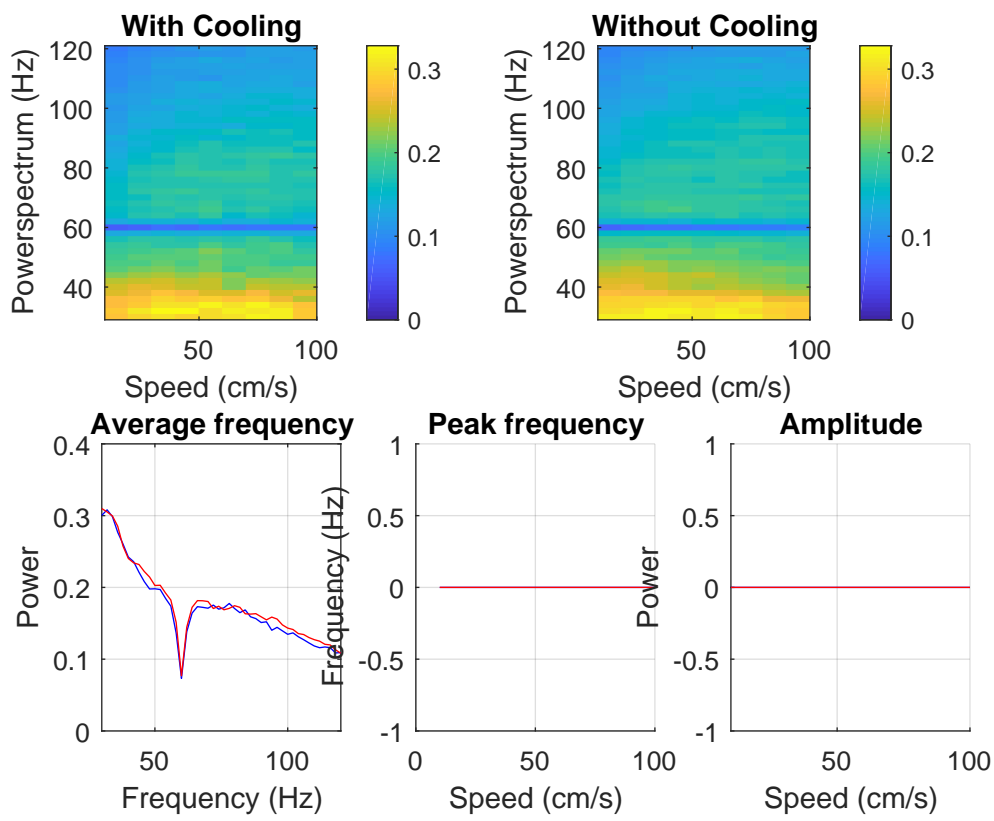 With Cooling
Powerspectrum (Hz)
120
100
80
60
40
50
100
Speed (cm/s)
0.3
0.2
0.1
0
Without Cooling
Powerspectrum (Hz)
120
100
80
60
40
50
100
Speed (cm/s)
0.3
0.2
0.1
0
Average frequency
Power
0.4
0.3
0.2
0.1
0
50
100
Frequency (Hz)
Peak frequency
Frequency (Hz)
1
0.5
0
-0.5
-1
0
50
100
Speed (cm/s)
Amplitude
Power
1
0.5
0
-0.5
-1
50
100
Speed (cm/s)